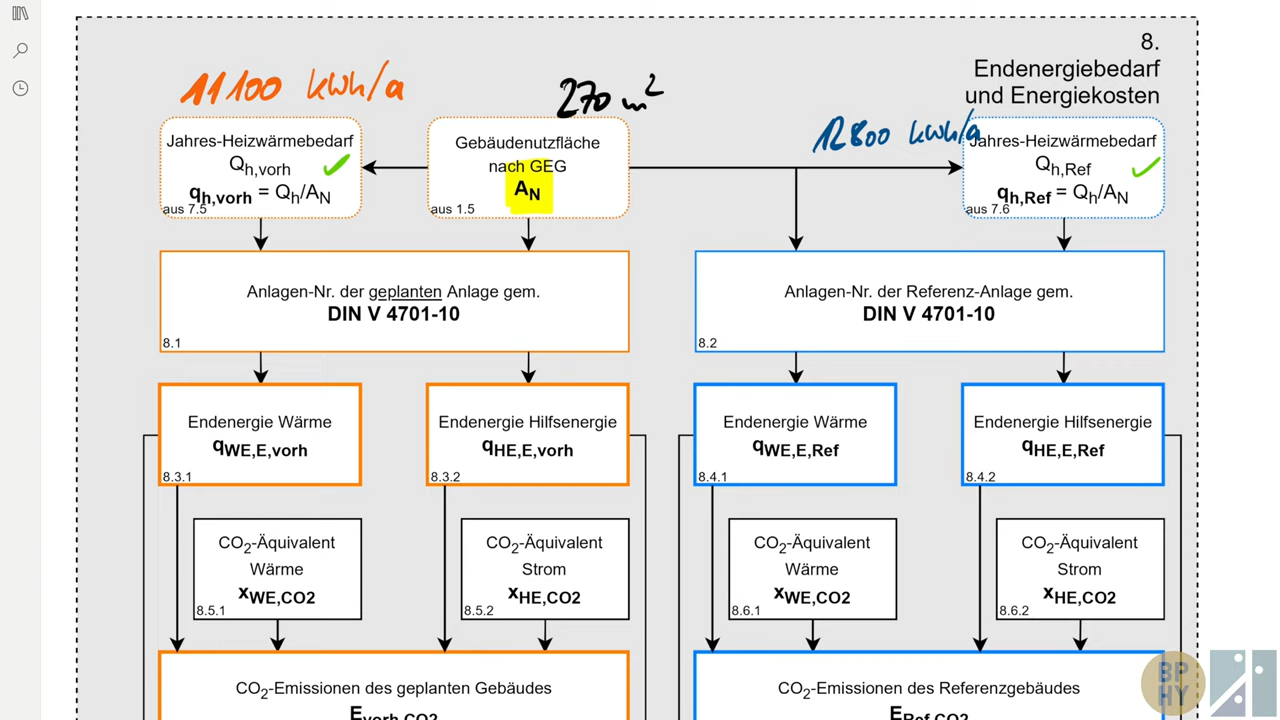 8.
Endenergiebedarf
und Energiekosten
11100 kWh/a
270 m²
12800 kWh/a
Jahres-Heizwärmebedarf
Qh,vorh
qh,vorh = Qh/AN
aus 7.5
Gebäudenutzfläche
nach GEG
AN
aus 1.5
Jahres-Heizwärmebedarf
Qh,Ref
qh,Ref = Qh/AN
aus 7.6
Anlagen-Nr. der geplanten Anlage gem.
DIN V 4701-10
8.1
Anlagen-Nr. der Referenz-Anlage gem.
DIN V 4701-10
8.2
Endenergie Wärme
qWE,E,vorh
8.3.1
Endenergie Hilfsenergie
qHE,E,vorh
8.3.2
Endenergie Wärme
qWE,E,Ref
8.4.1
Endenergie Hilfsenergie
qHE,E,Ref
8.4.2
CO2-Äquivalent
Wärme
xWE,CO2
8.5.1
CO2-Äquivalent
Strom
xHE,CO2
8.5.2
CO2-Äquivalent
Wärme
xWE,CO2
8.6.1
CO2-Äquivalent
Strom
xHE,CO2
8.6.2
CO2-Emissionen des geplanten Gebäudes
Evorh,CO2
CO2-Emissionen des Referenzgebäudes
ERef,CO2
BP
HY